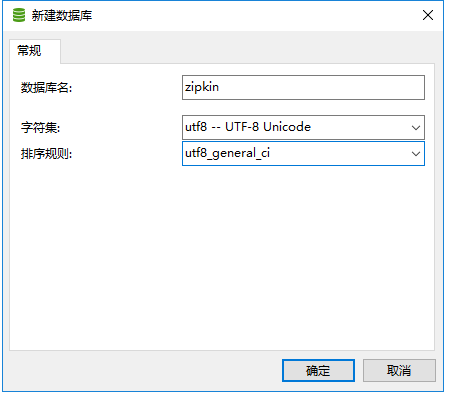 新建数据库
常规
数据库名: zipkin
字符集: utf8 -- UTF-8 Unicode
排序规则: utf8_general_ci
确定 取消